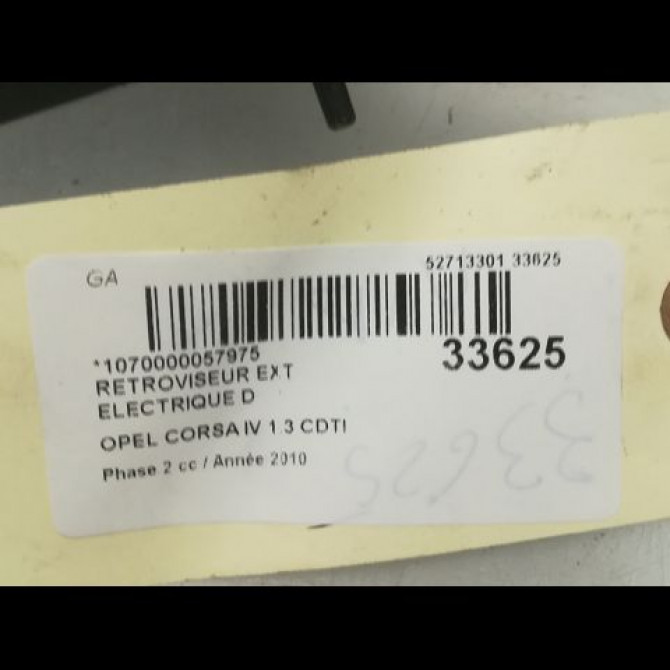 GA
52713301 33625
*1070000057975
33625
RETROVISEUR EXT
ELECTRIQUE D
OPEL CORSA IV 1.3 CDTI
Phase 2 cc / Année 2010
33625